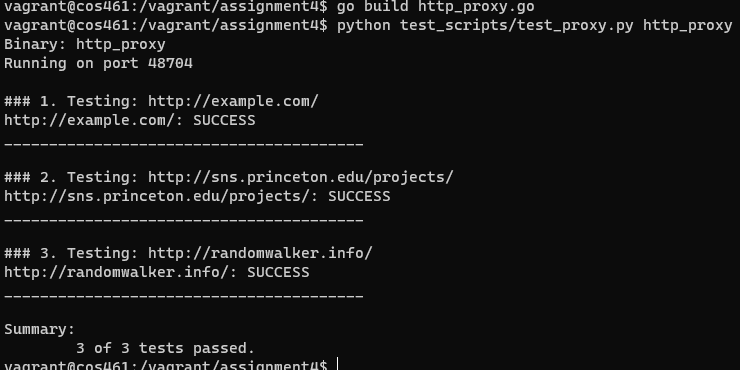 vagrant@cos461:/vagrant/assignment4$ go build http_proxy.go
vagrant@cos461:/vagrant/assignment4$ python test_scripts/test_proxy.py http_proxy
Binary: http_proxy
Running on port 48704
### 1. Testing: http://example.com/
http://example.com/: SUCCESS
________________________________________
### 2. Testing: http://sns.princeton.edu/projects/
http://sns.princeton.edu/projects/: SUCCESS
________________________________________
### 3. Testing: http://randomwalker.info/
http://randomwalker.info/: SUCCESS
________________________________________
Summary:
        3 of 3 tests passed.
vagrant@cos461:/vagrant/assignment4$